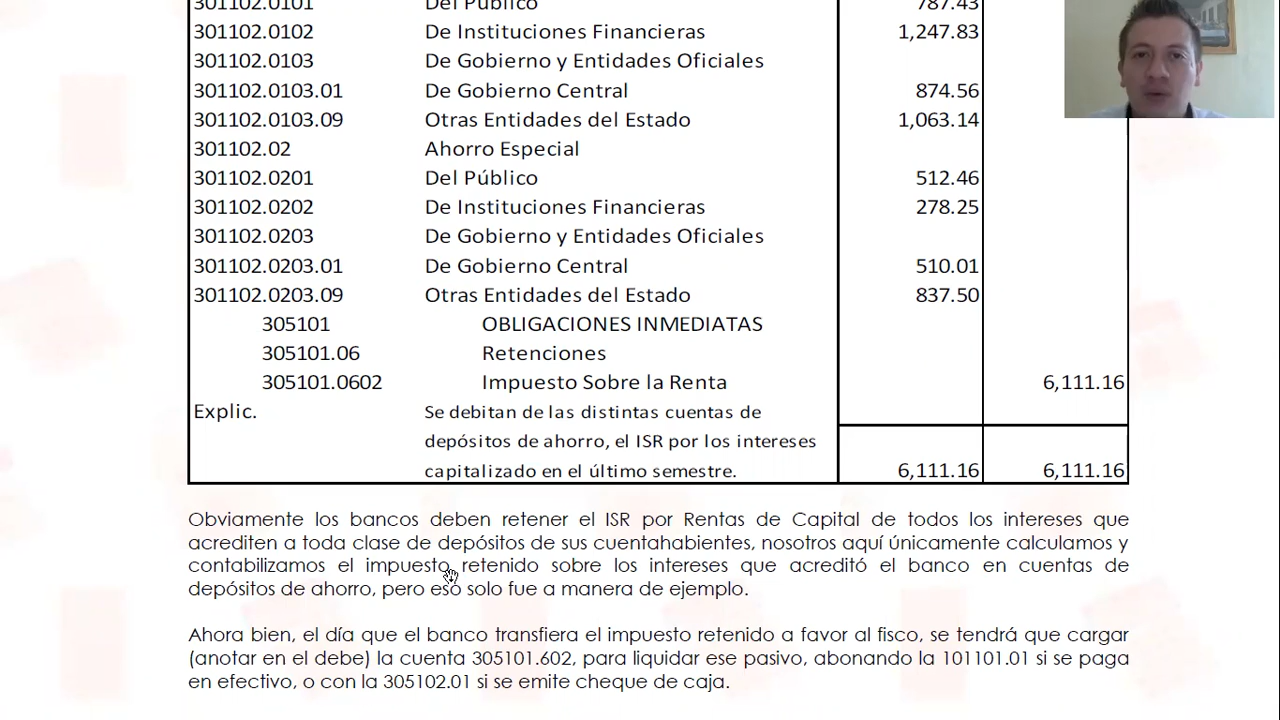 301102.0101 Del Público 787.43
301102.0102 De Instituciones Financieras 1,247.83
301102.0103 De Gobierno y Entidades Oficiales
301102.0103.01 De Gobierno Central 874.56
301102.0103.09 Otras Entidades del Estado 1,063.14
301102.02 Ahorro Especial
301102.0201 Del Público 512.46
301102.0202 De Instituciones Financieras 278.25
301102.0203 De Gobierno y Entidades Oficiales
301102.0203.01 De Gobierno Central 510.01
301102.0203.09 Otras Entidades del Estado 837.50
305101 OBLIGACIONES INMEDIATAS
305101.06 Retenciones
305101.0602 Impuesto Sobre la Renta 6,111.16
Explic. Se debitan de las distintas cuentas de
depósitos de ahorro, el ISR por los intereses
capitalizado en el último semestre. 6,111.16 6,111.16
Obviamente los bancos deben retener el ISR por Rentas de Capital de todos los intereses que
acrediten a toda clase de depósitos de sus cuentahabientes, nosotros aquí únicamente calculamos y
contabilizamos el impuesto retenido sobre los intereses que acreditó el banco en cuentas de
depósitos de ahorro, pero eso solo fue a manera de ejemplo.
Ahora bien, el día que el banco transfiera el impuesto retenido a favor al fisco, se tendrá que cargar
(anotar en el debe) la cuenta 305101.602, para liquidar ese pasivo, abonando la 101101.01 si se paga
en efectivo, o con la 305102.01 si se emite cheque de caja.